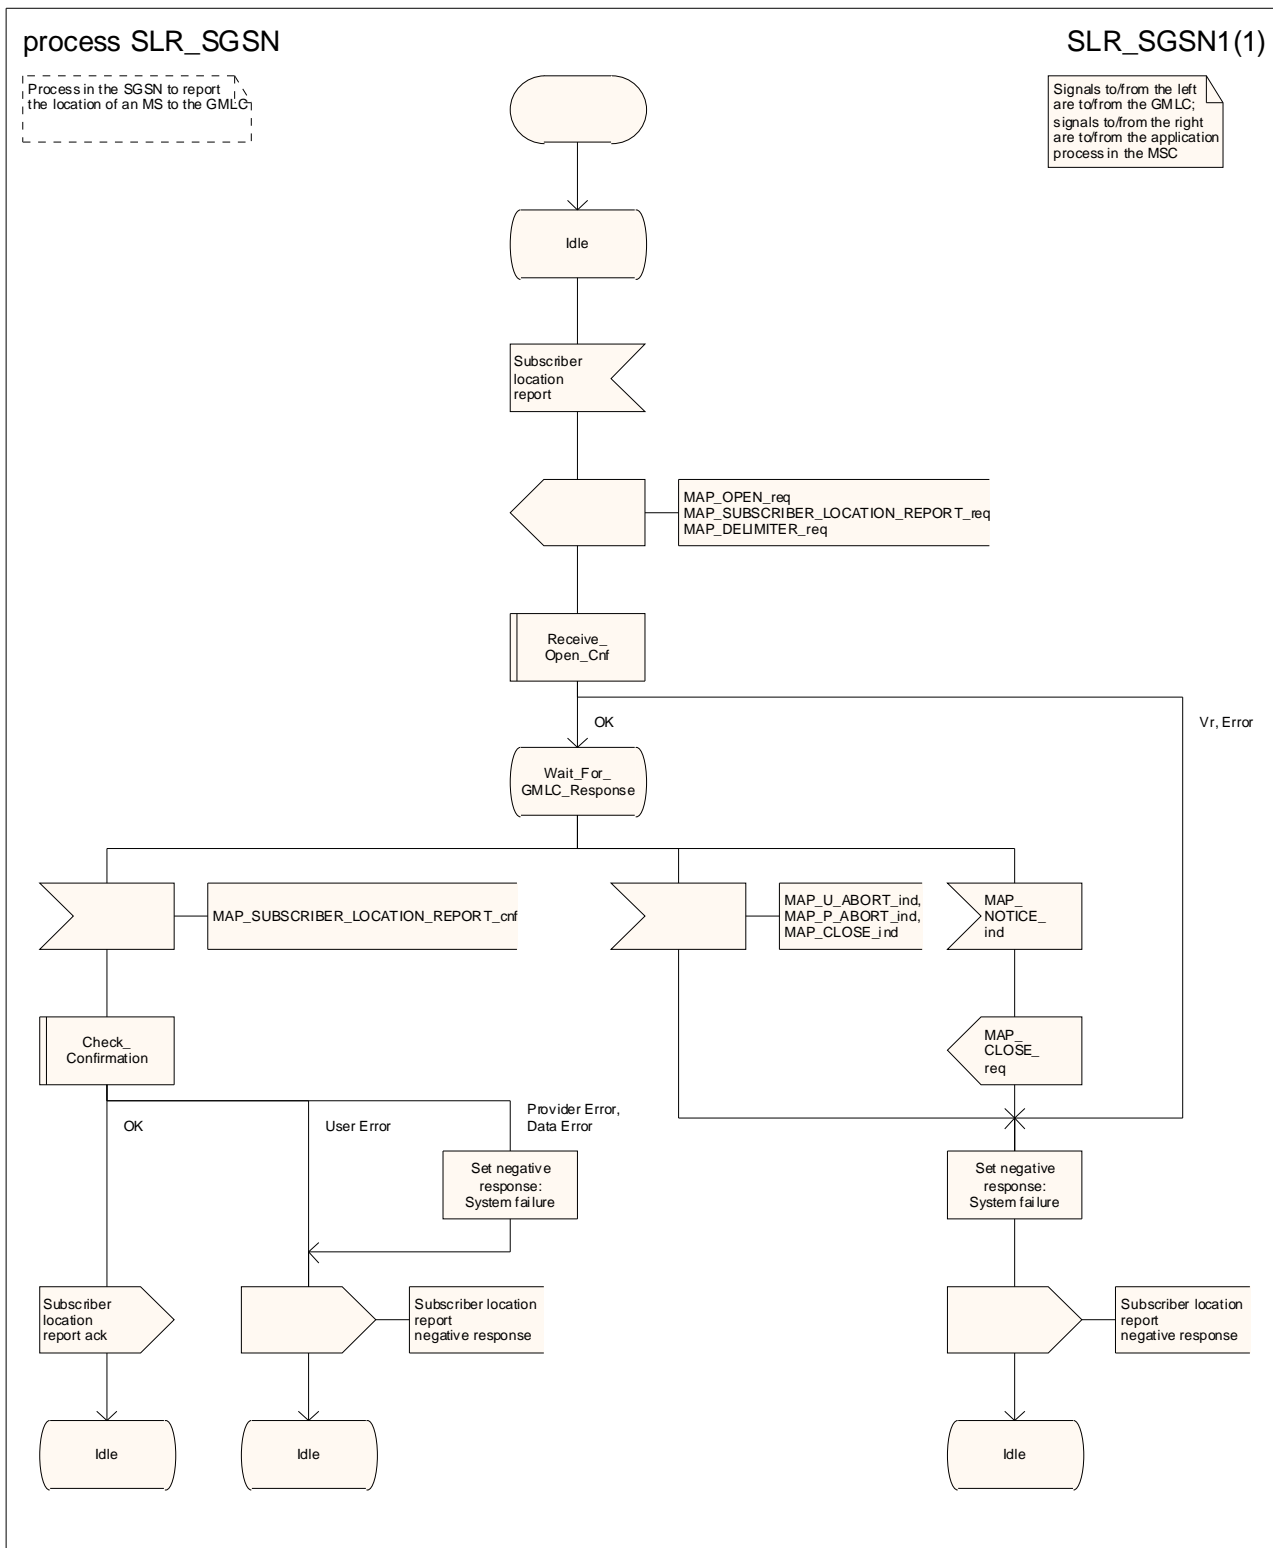 process SLR_SGSN
SLR_SGSN1(1)
Process in the SGSN to report
the location of an MS to the GMLC
Signals to/from the left
are to/from the GMLC;
signals to/from the right
are to/from the application
process in the MSC
Idle
Subscriber
location
report
MAP_OPEN_req
MAP_SUBSCRIBER_LOCATION_REPORT_req
MAP_DELIMITER_req
Receive_
Open_Cnf
OK
Vr, Error
Wait_For_
GMLC_Response
MAP_SUBSCRIBER_LOCATION_REPORT_cnf
MAP_U_ABORT_ind,
MAP_P_ABORT_ind,
MAP_CLOSE_ind
MAP_
NOTICE_
ind
Check_
Confirmation
MAP_
CLOSE_
req
OK
User Error
Provider Error,
Data Error
Set negative
response:
System failure
Set negative
response:
System failure
Subscriber
location
report ack
Subscriber location
report
negative response
Subscriber location
report
negative response
Idle
Idle
Idle